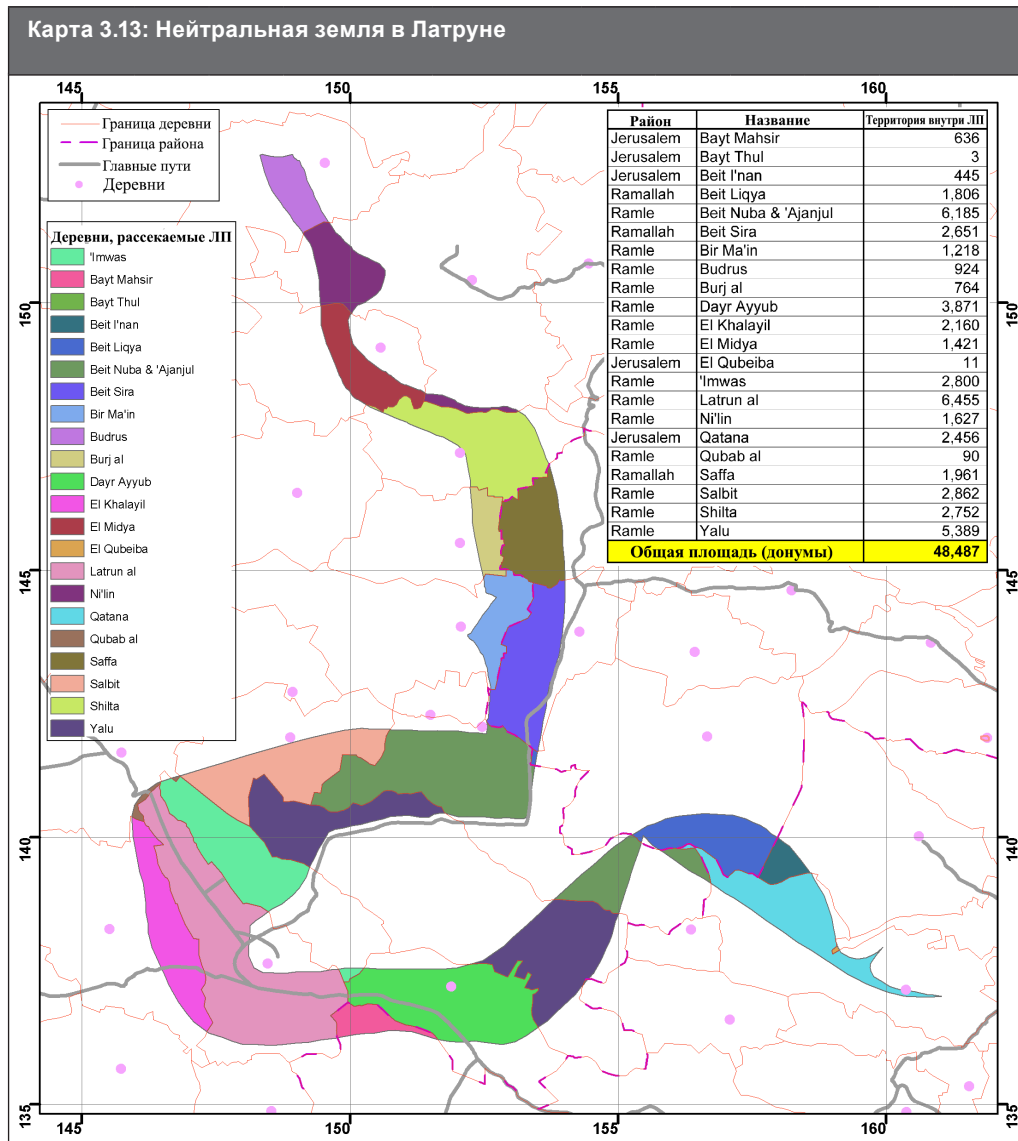 Карта 3.13: Нейтральная земля в Латруне
145 150 155 160
Граница деревни
Граница района
Главные пути
Деревни
Район Название Территория внутри ЛП
Jerusalem Bayt Mahsir 636
Jerusalem Bayt Thul 3
Jerusalem Beit I'nan 445
Ramallah Beit Liqya 1,806
Ramle Beit Nuba & 'Ajanjul 6,185
Ramallah Beit Sira 2,651
Ramle Bir Ma'in 1,218
Ramle Budrus 924
Ramle Burj al 764
Ramle Dayr Ayyub 3,871
Ramle El Khalayil 2,160
Ramle El Midya 1,421
Jerusalem El Qubeiba 11
Ramle 'Imwas 2,800
Ramle Latrun al 6,455
Ramle Ni'lin 1,627
Jerusalem Qatana 2,456
Ramle Qubab al 90
Ramallah Saffa 1,961
Ramle Salbit 2,862
Ramle Shilta 2,752
Ramle Yalu 5,389
Общая площадь (донумы) 48,487
Деревни, рассекаемые ЛП
'Imwas
Bayt Mahsir
Bayt Thul
Beit I'nan
Beit Liqya
Beit Nuba & 'Ajanjul
Beit Sira
Bir Ma'in
Budrus
Burj al
Dayr Ayyub
El Khalayil
El Midya
El Qubeiba
Latrun al
Ni'lin
Qatana
Qubab al
Saffa
Salbit
Shilta
Yalu
150 150
145
140 140
135 135
145 150 155 160